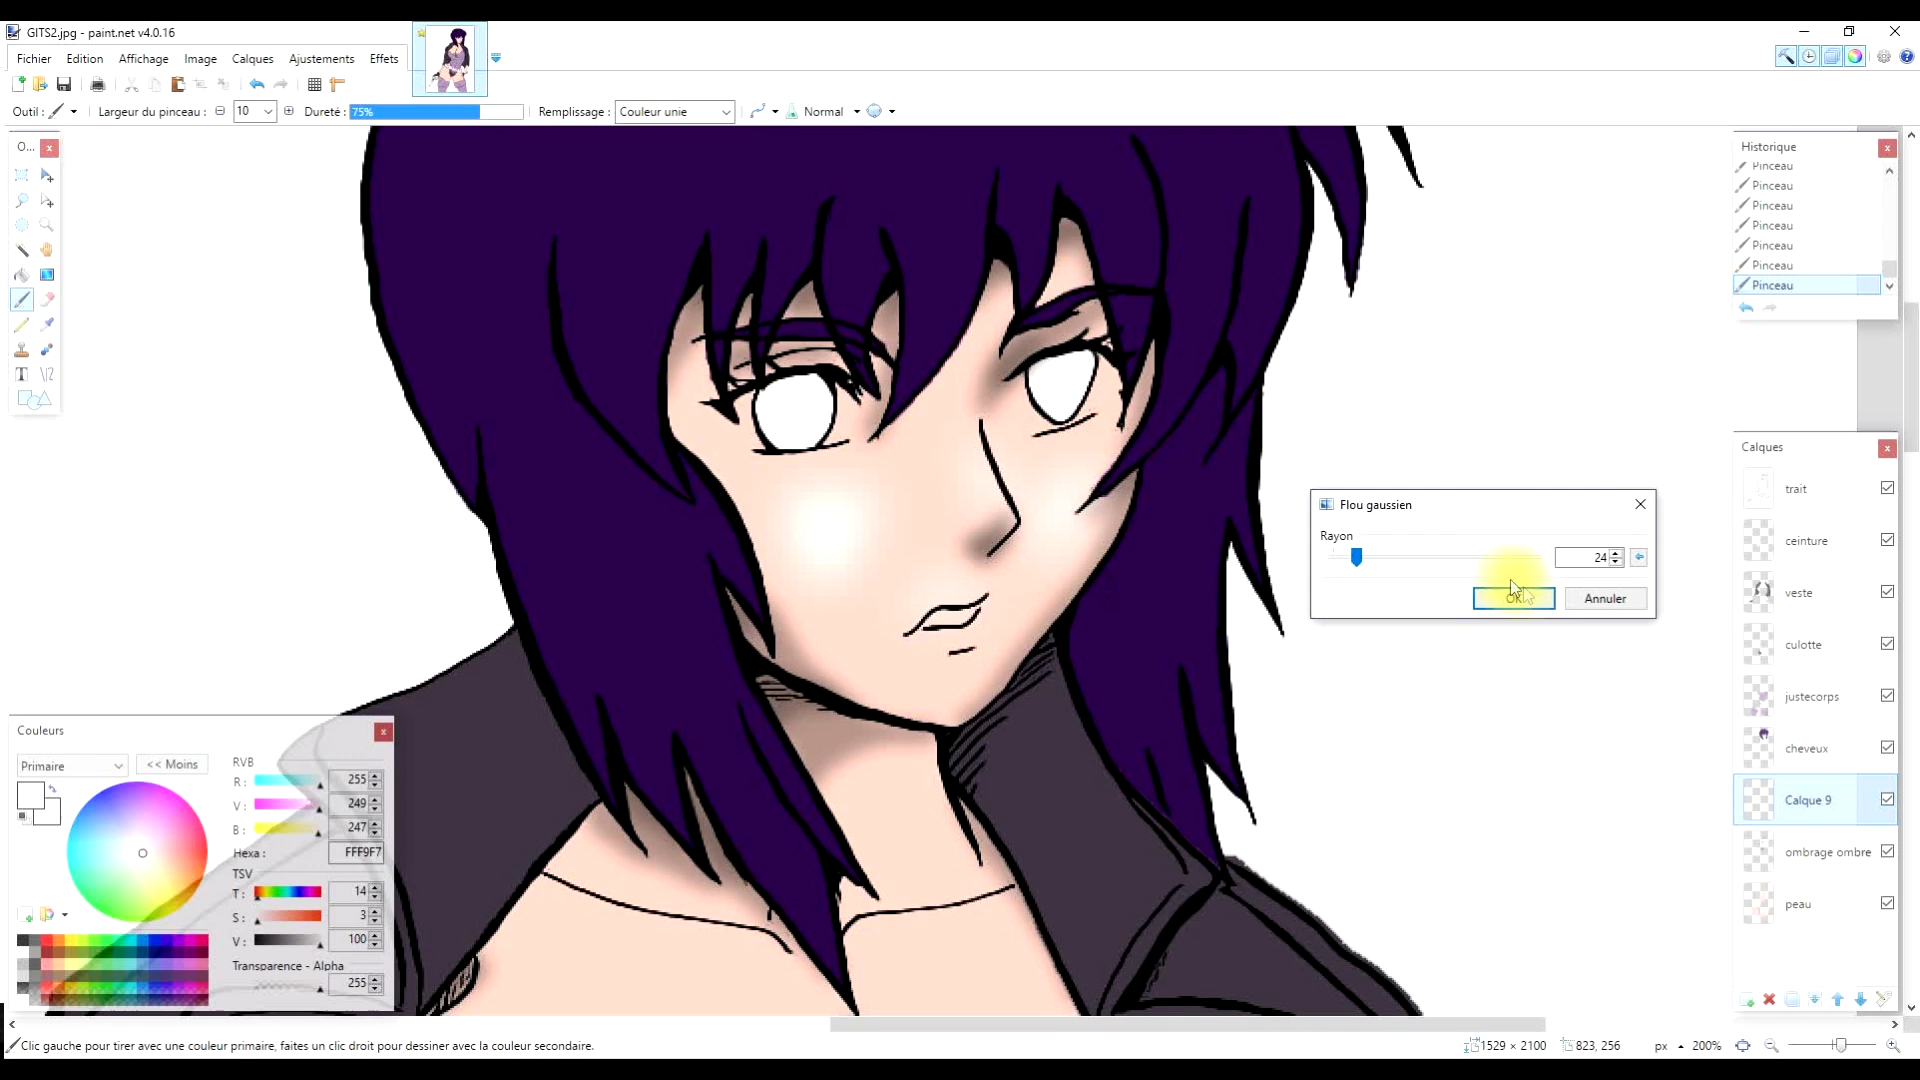 GITS2.jpg - paint.net v4.0.16
Fichier Edition Affichage Image Calques Ajustements Effets
Outil : Largeur du pinceau : 10 Dureté : 75% Remplissage : Couleur unie Normal
O...
Historique
Pinceau
Pinceau
Pinceau
Pinceau
Pinceau
Pinceau
Pinceau
Calques
trait
ceinture
veste
culotte
justecorps
cheveux
Calque 9
ombrage ombre
peau
Flou gaussien
Rayon
24
OK Annuler
Couleurs
Primaire << Moins
RVB
R : 255
V : 249
B : 247
Hexa : FFF9F7
TSV
T : 14
S : 3
V : 100
Transparence - Alpha
255
Clic gauche pour tirer avec une couleur primaire, faites un clic droit pour dessiner avec la couleur secondaire.
1529 × 2100 823, 256 px 200%